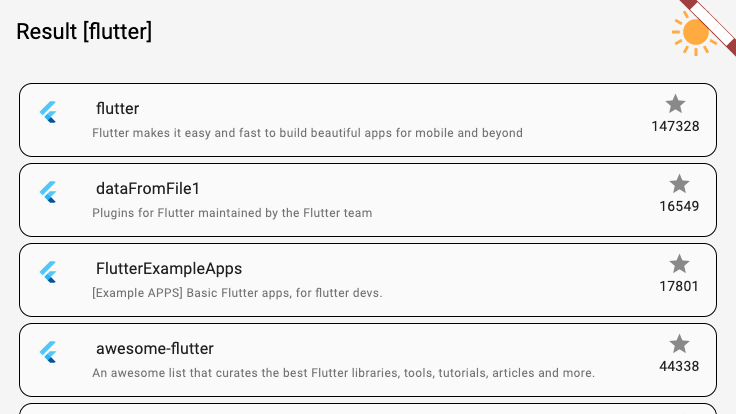 Result [flutter]
flutter
147328
Flutter makes it easy and fast to build beautiful apps for mobile and beyond
dataFromFile1
16549
Plugins for Flutter maintained by the Flutter team
FlutterExampleApps
17801
[Example APPS] Basic Flutter apps, for flutter devs.
awesome-flutter
44338
An awesome list that curates the best Flutter libraries, tools, tutorials, articles and more.